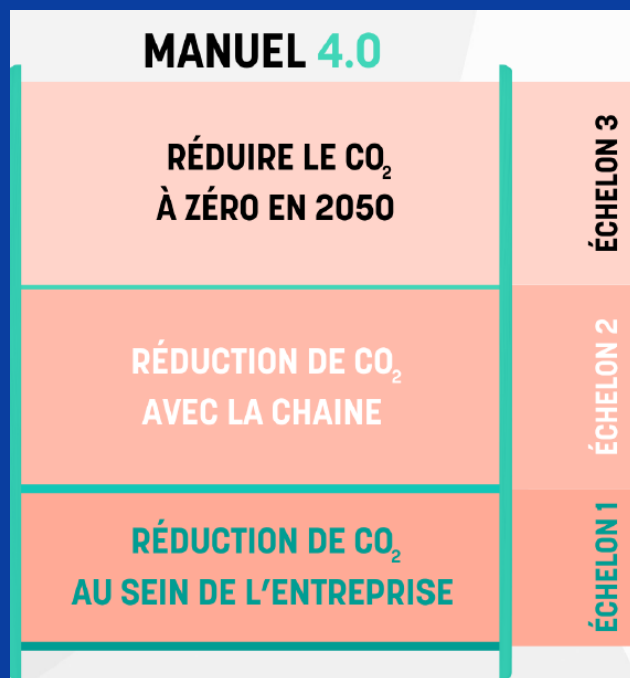 MANUEL 4.0
RÉDUIRE LE CO₂
À ZÉRO EN 2050
ÉCHELON 3
RÉDUCTION DE CO₂
AVEC LA CHAINE
ÉCHELON 2
RÉDUCTION DE CO₂
AU SEIN DE L'ENTREPRISE
ÉCHELON 1